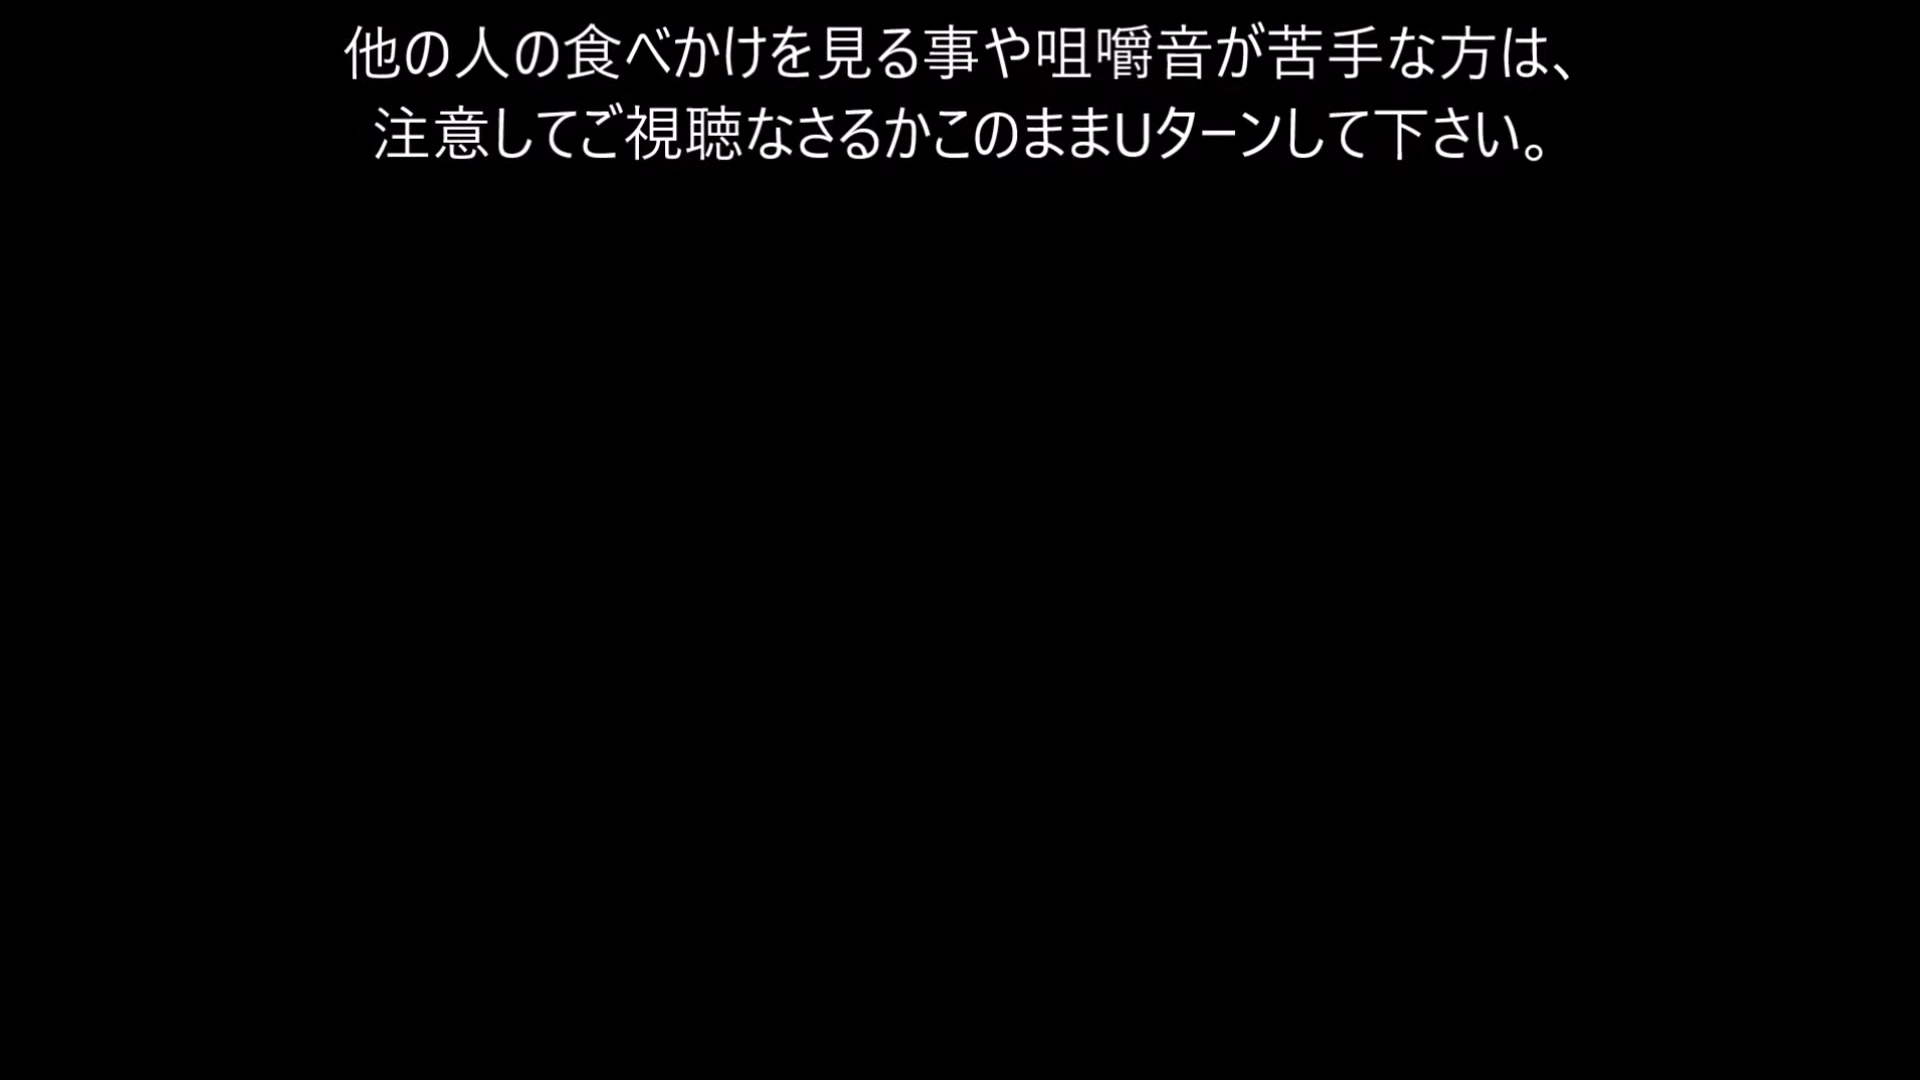 他の人の食べかけを見る事や咀嚼音が苦手な方は、
注意してご視聴なさるかこのままUターンして下さい。